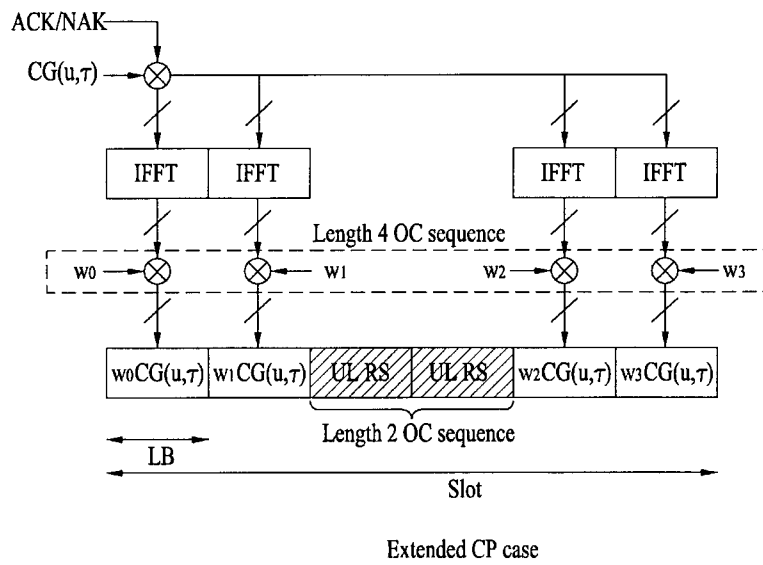 ACK/NAK
CG(u,τ)
IFFT IFFT IFFT IFFT
Length 4 OC sequence
w0 w1 w2 w3
w0CG(u,τ) w1CG(u,τ) UL RS UL RS w2CG(u,τ) w3CG(u,τ)
Length 2 OC sequence
LB
Slot
Extended CP case